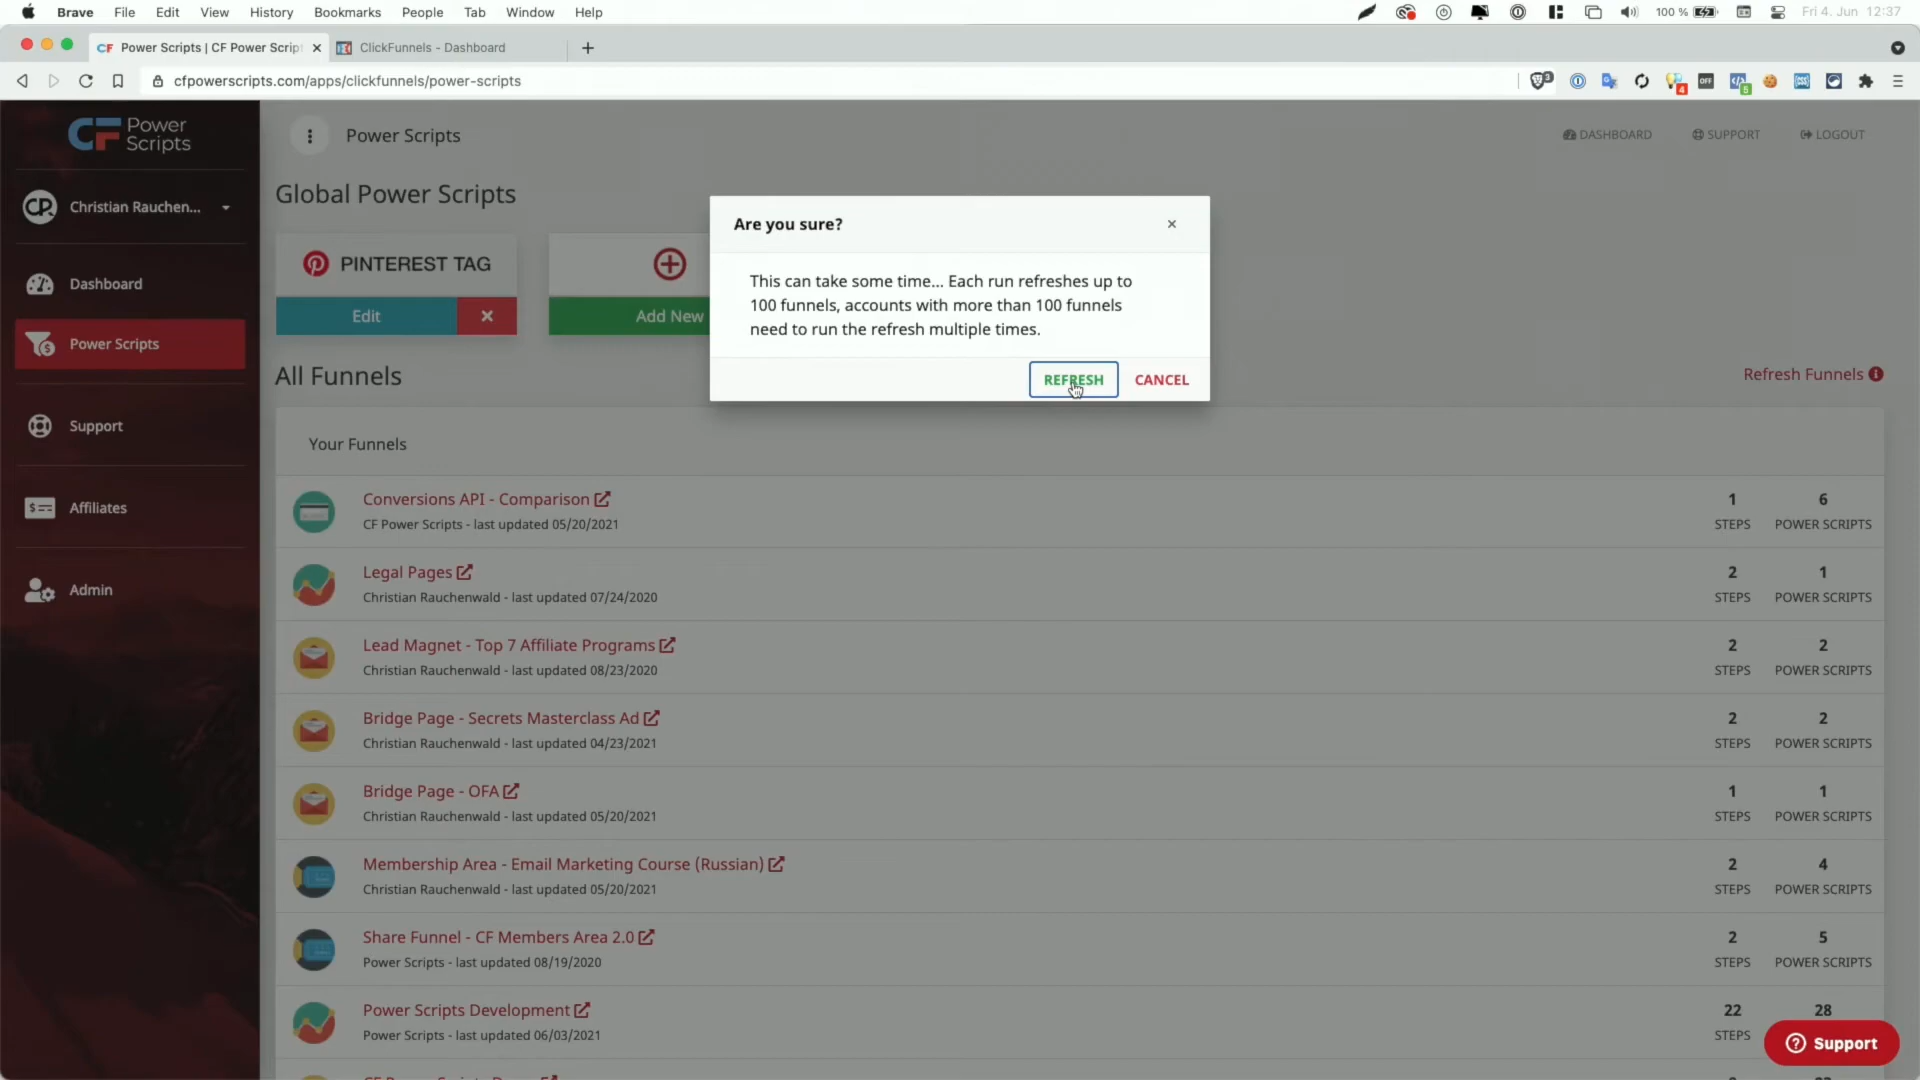 Brave File Edit View History Bookmarks People Tab Window Help 100 % Fri 4. Jun 12:37
CF Power Scripts | CF Power Scrip ClickFunnels - Dashboard
cfpowerscripts.com/apps/clickfunnels/power-scripts
CF Power Scripts
Power Scripts
DASHBOARD SUPPORT LOGOUT
Christian Rauchen...
Dashboard
Power Scripts
Support
Affiliates
Admin
Global Power Scripts
PINTEREST TAG
Edit
Add New
Are you sure?
This can take some time... Each run refreshes up to
100 funnels, accounts with more than 100 funnels
need to run the refresh multiple times.
REFRESH CANCEL
All Funnels
Refresh Funnels
Your Funnels
Conversions API - Comparison 1 6
CF Power Scripts - last updated 05/20/2021 STEPS POWER SCRIPTS
Legal Pages 2 1
Christian Rauchenwald - last updated 07/24/2020 STEPS POWER SCRIPTS
Lead Magnet - Top 7 Affiliate Programs 2 2
Christian Rauchenwald - last updated 08/23/2020 STEPS POWER SCRIPTS
Bridge Page - Secrets Masterclass Ad 2 2
Christian Rauchenwald - last updated 04/23/2021 STEPS POWER SCRIPTS
Bridge Page - OFA 1 1
Christian Rauchenwald - last updated 05/20/2021 STEPS POWER SCRIPTS
Membership Area - Email Marketing Course (Russian) 2 4
Christian Rauchenwald - last updated 05/20/2021 STEPS POWER SCRIPTS
Share Funnel - CF Members Area 2.0 2 5
Power Scripts - last updated 08/19/2020 STEPS POWER SCRIPTS
Power Scripts Development 22 28
Power Scripts - last updated 06/03/2021 STEPS
Support